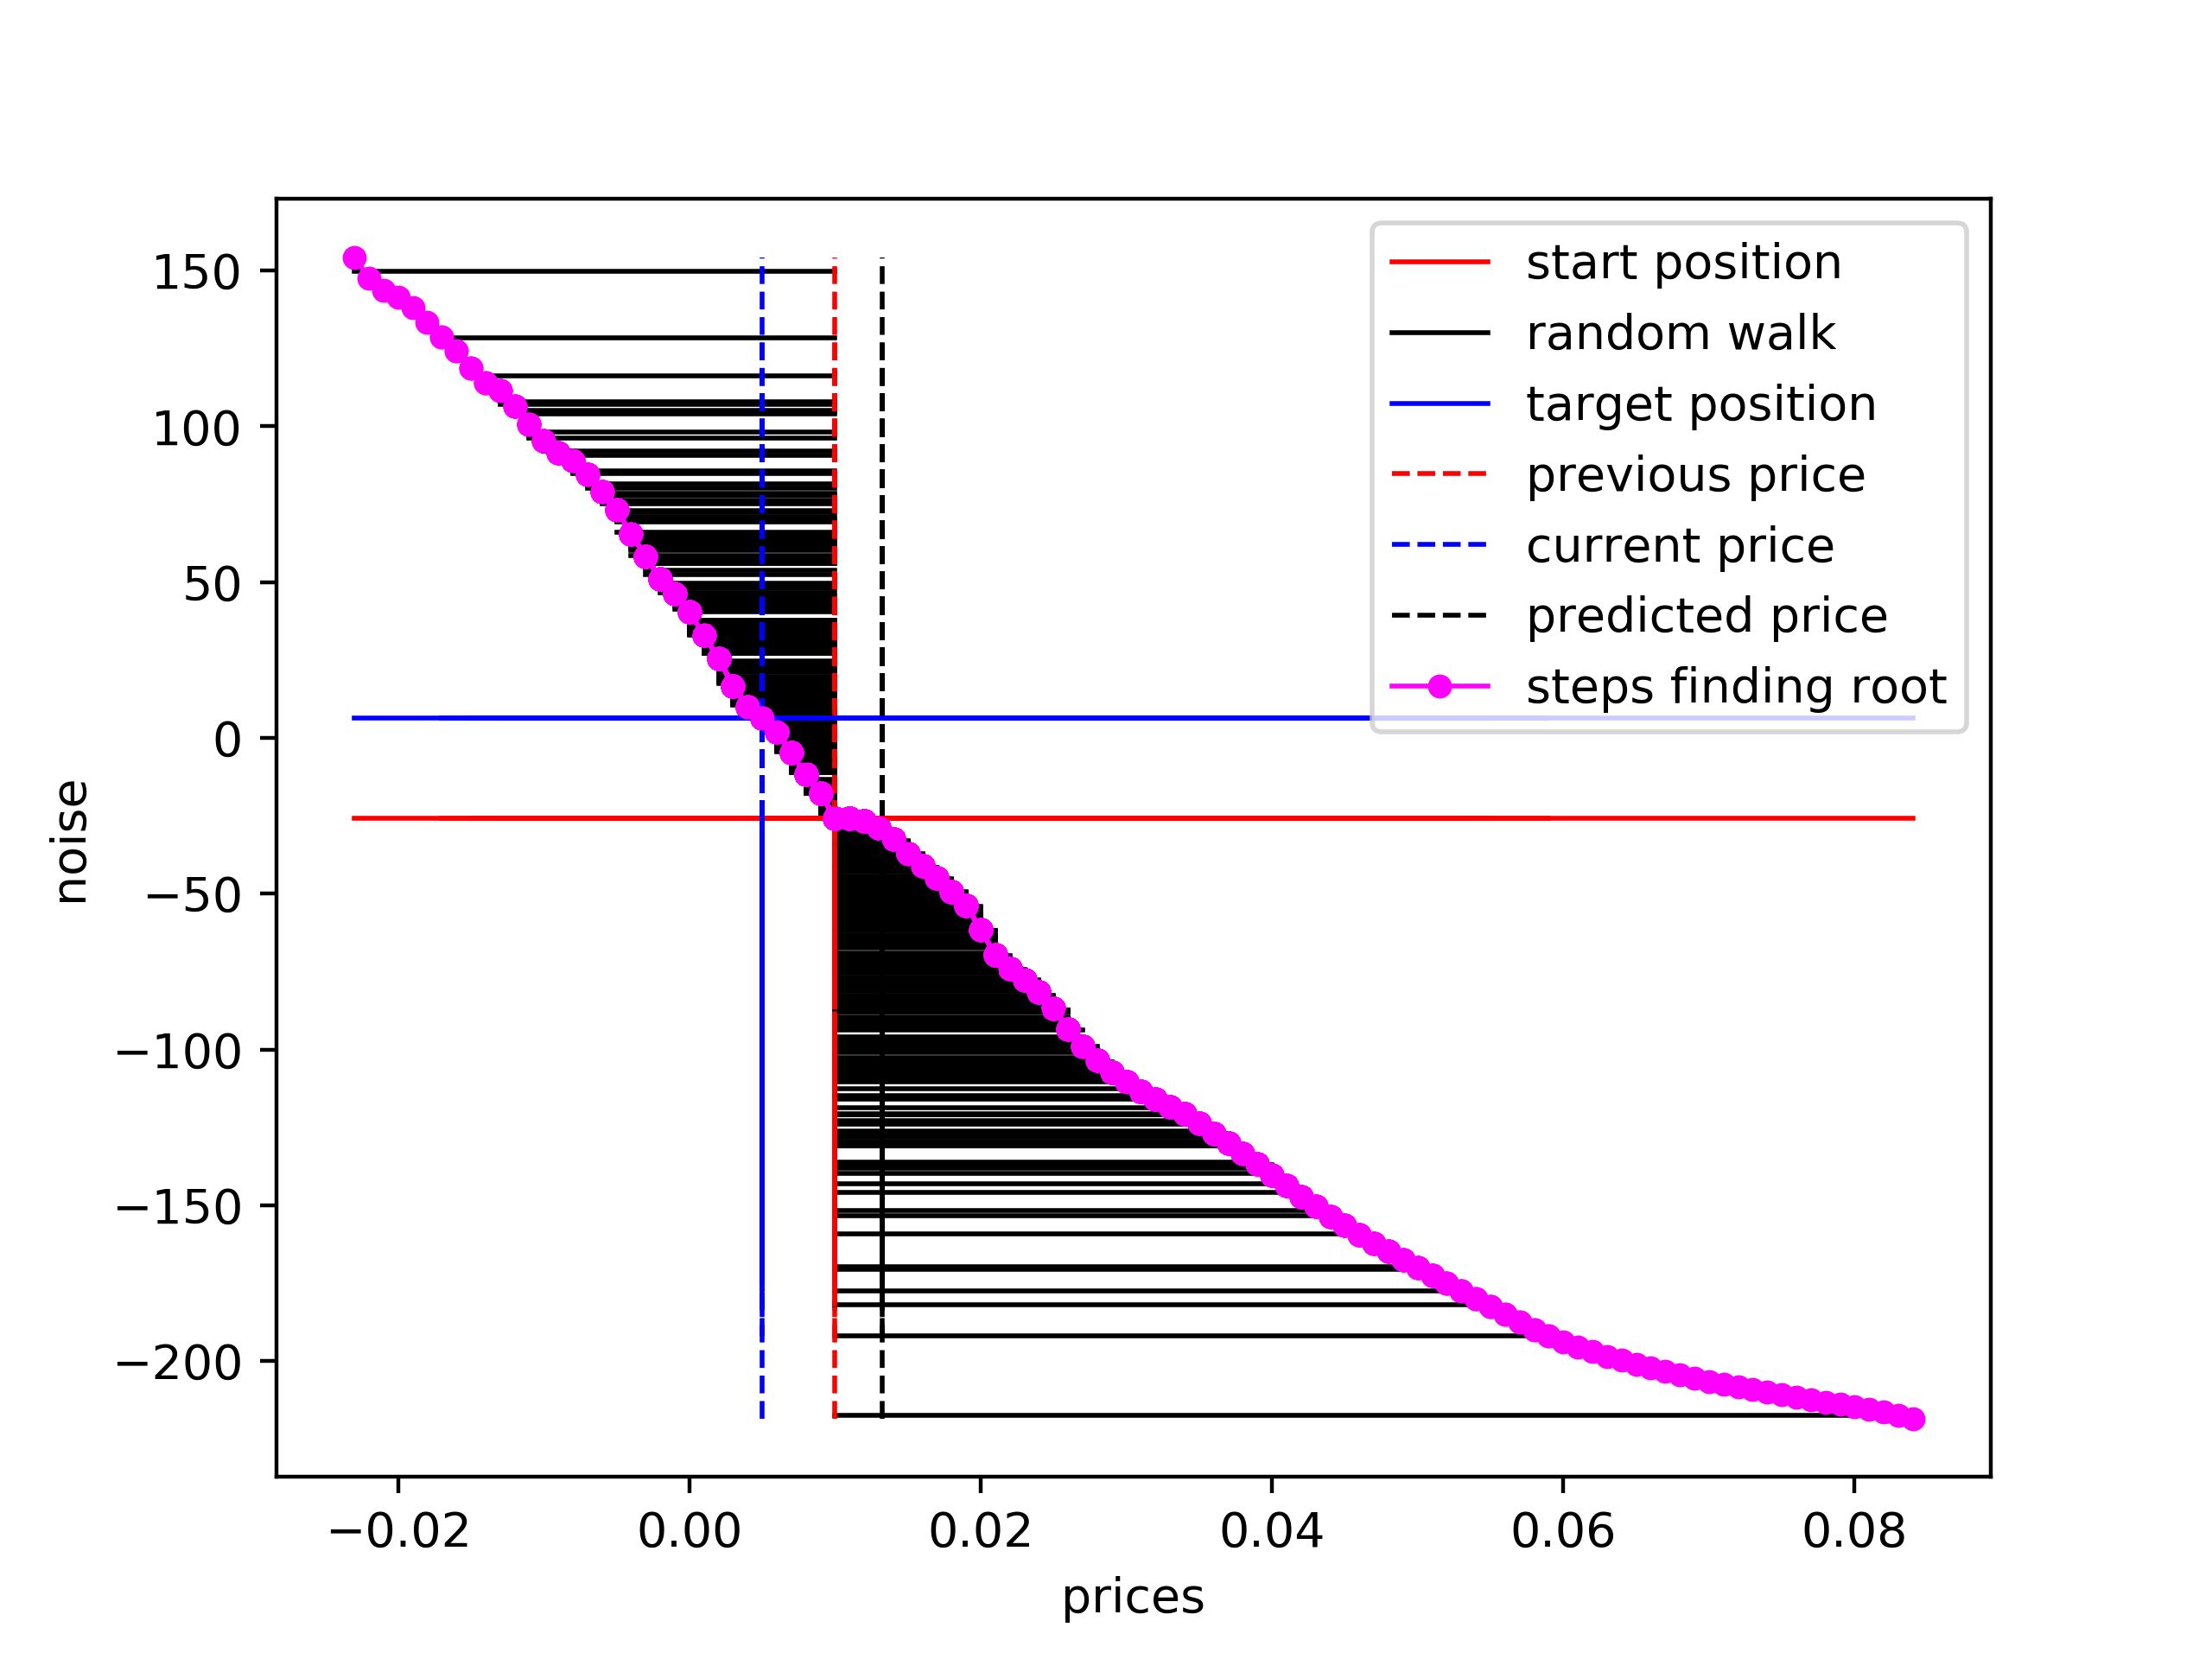 start position
random walk
target position
previous price
current price
predicted price
steps finding root
150
100
50
0
−50
−100
−150
−200
noise
−0.02 0.00 0.02 0.04 0.06 0.08
prices